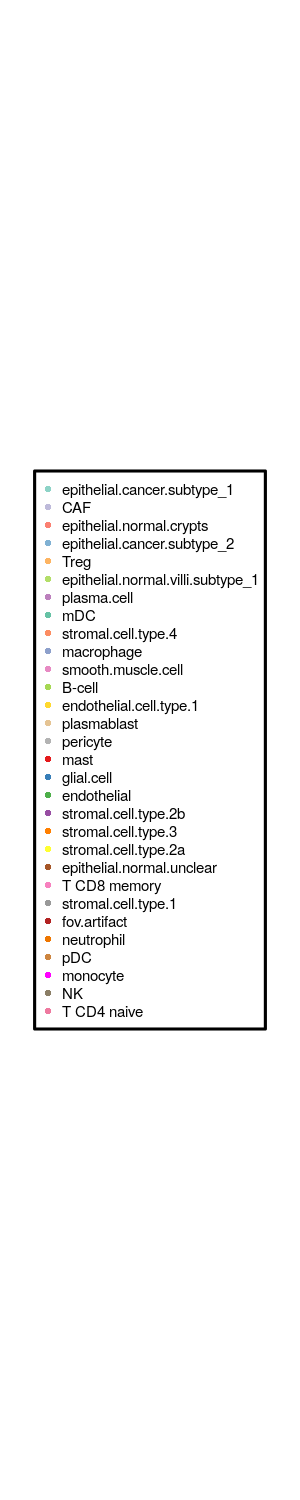 epithelial.cancer.subtype_1
CAF
epithelial.normal.crypts
epithelial.cancer.subtype_2
Treg
epithelial.normal.villi.subtype_1
plasma.cell
mDC
stromal.cell.type.4
macrophage
smooth.muscle.cell
B-cell
endothelial.cell.type.1
plasmablast
pericyte
mast
glial.cell
endothelial
stromal.cell.type.2b
stromal.cell.type.3
stromal.cell.type.2a
epithelial.normal.unclear
T CD8 memory
stromal.cell.type.1
fov.artifact
neutrophil
pDC
monocyte
NK
T CD4 naive